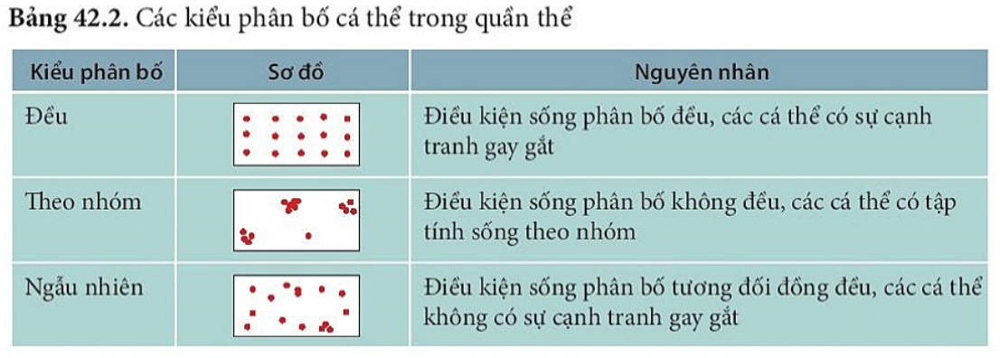 Bảng 42.2. Các kiểu phân bố cá thể trong quần thể
Kiểu phân bố Sơ đồ Nguyên nhân
Đều
Điều kiện sống phân bố đều, các cá thể có sự cạnh
tranh gay gắt
Theo nhóm
Điều kiện sống phân bố không đều, các cá thể có tập
tính sống theo nhóm
Ngẫu nhiên
Điều kiện sống phân bố tương đối đồng đều, các cá thể
không có sự cạnh tranh gay gắt